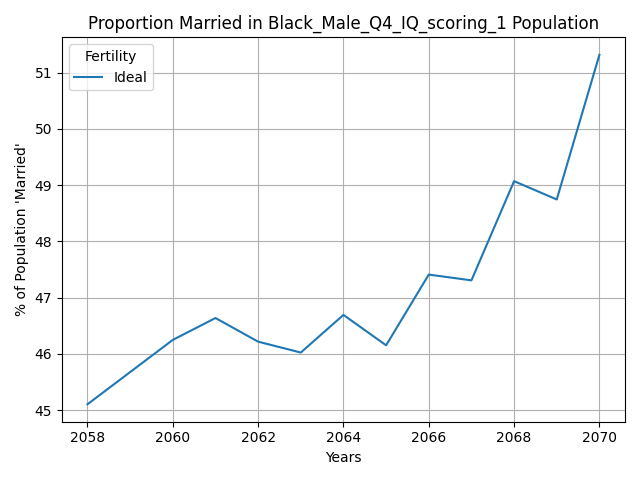 Proportion Married in Black_Male_Q4_IQ_scoring_1 Population
Fertility
Ideal
% of Population 'Married'
51
50
49
48
47
46
45
2058 2060 2062 2064 2066 2068 2070
Years